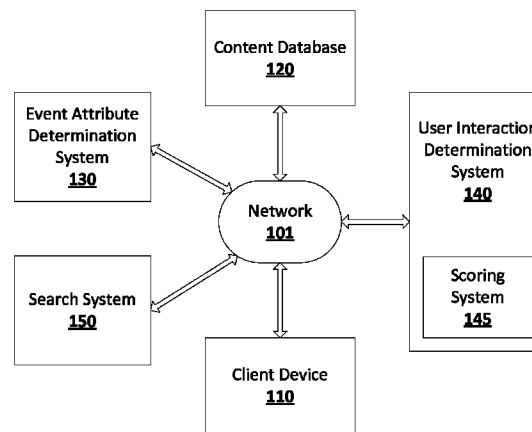 Content Database
120
Event Attribute
Determination
System
130
User Interaction
Determination
System
140
Network
101
Search System
150
Scoring
System
145
Client Device
110